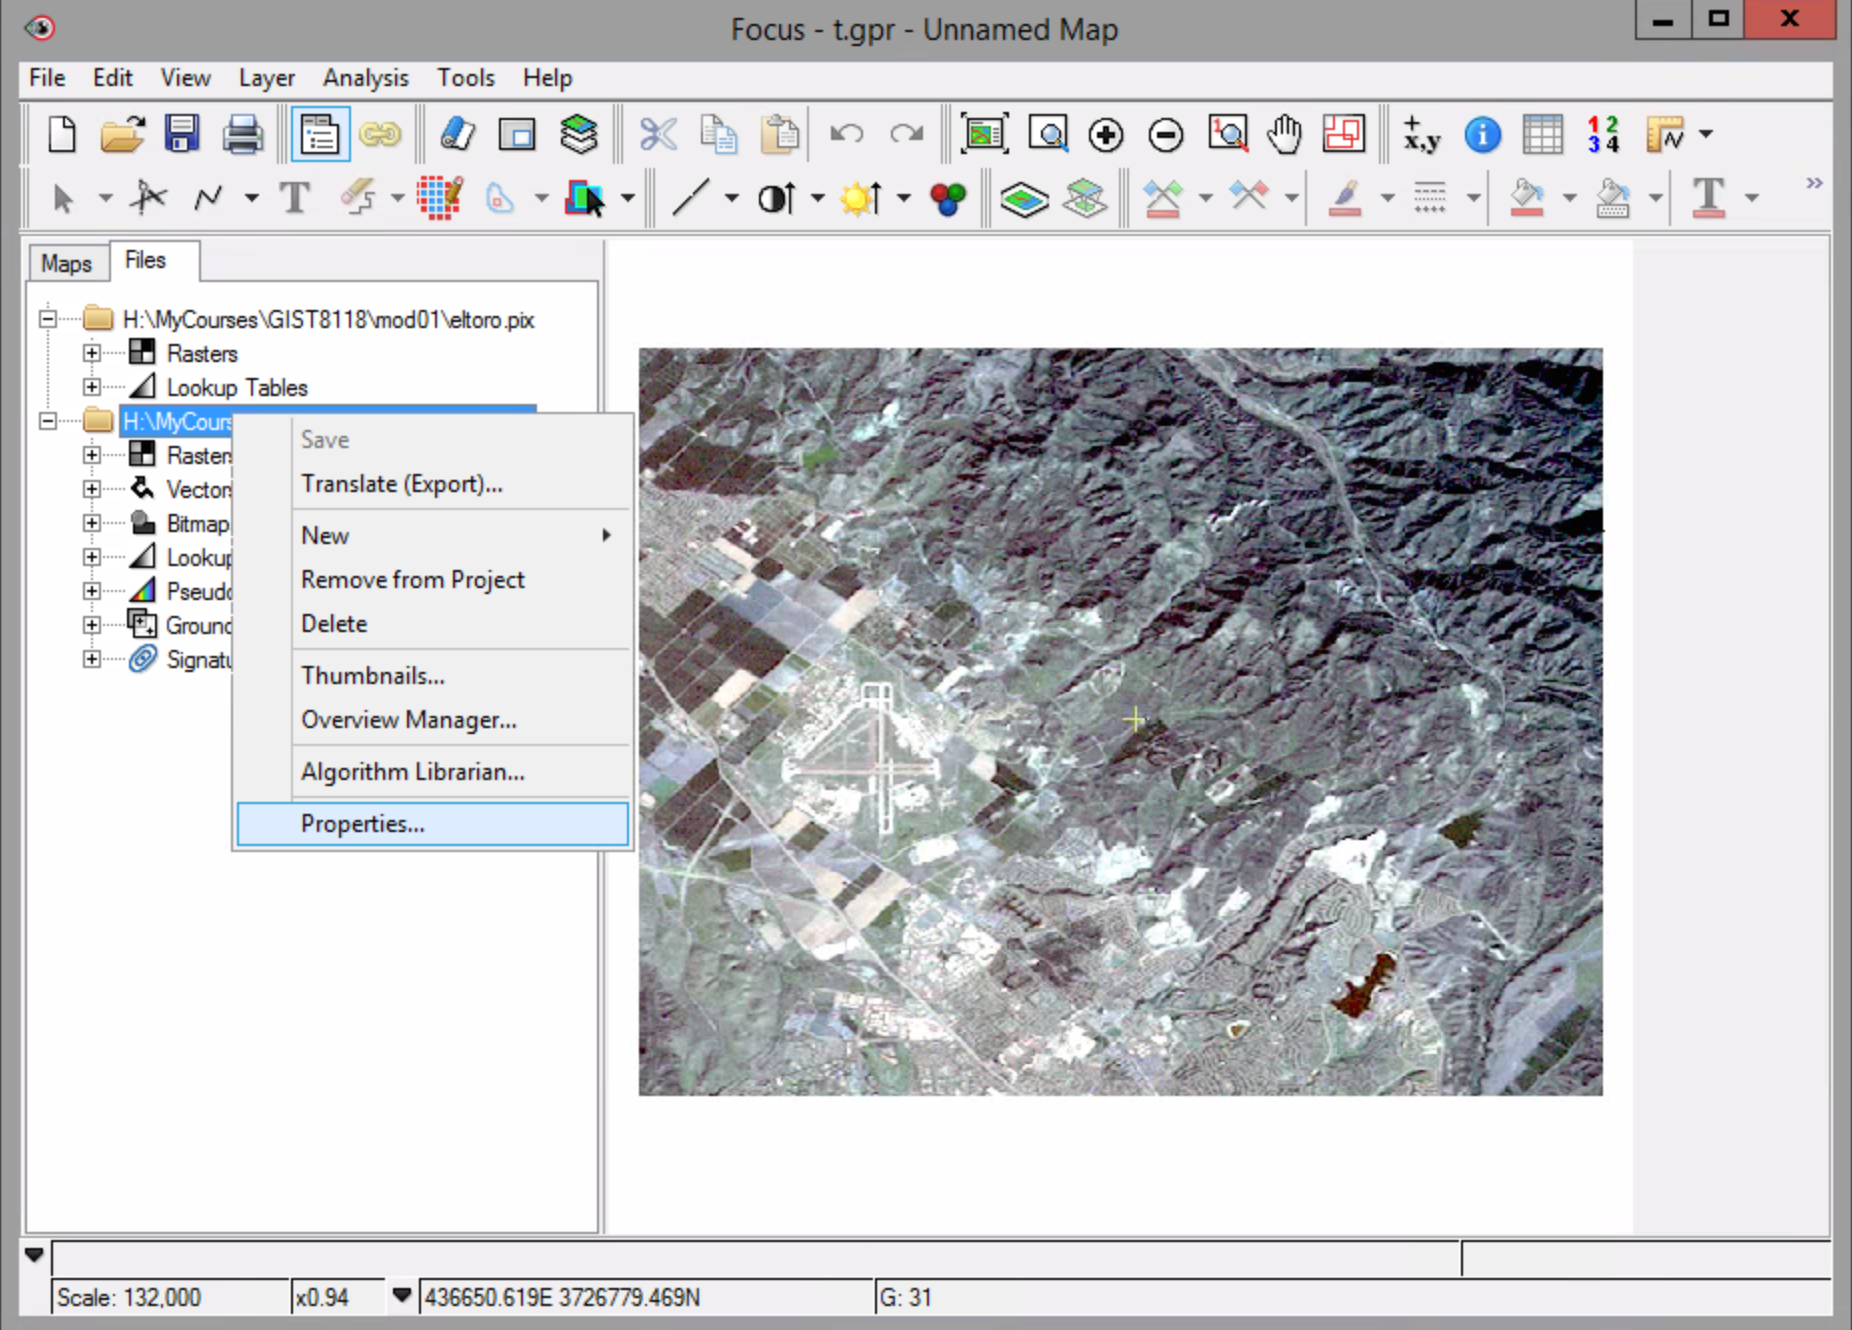 Focus - t.gpr - Unnamed Map
File Edit View Layer Analysis Tools Help
+
x,y
1 2
3 4
T
T
Maps Files
H:\MyCourses\GIST8118\mod01\eltoro.pix
Rasters
Lookup Tables
H:\MyCours
Rasters
Vectors
Bitmap
Lookup
Pseudo
Ground
Signatu
Save
Translate (Export)...
New
Remove from Project
Delete
Thumbnails...
Overview Manager...
Algorithm Librarian...
Properties...
Scale: 132,000 x0.94 436650.619E 3726779.469N G: 31